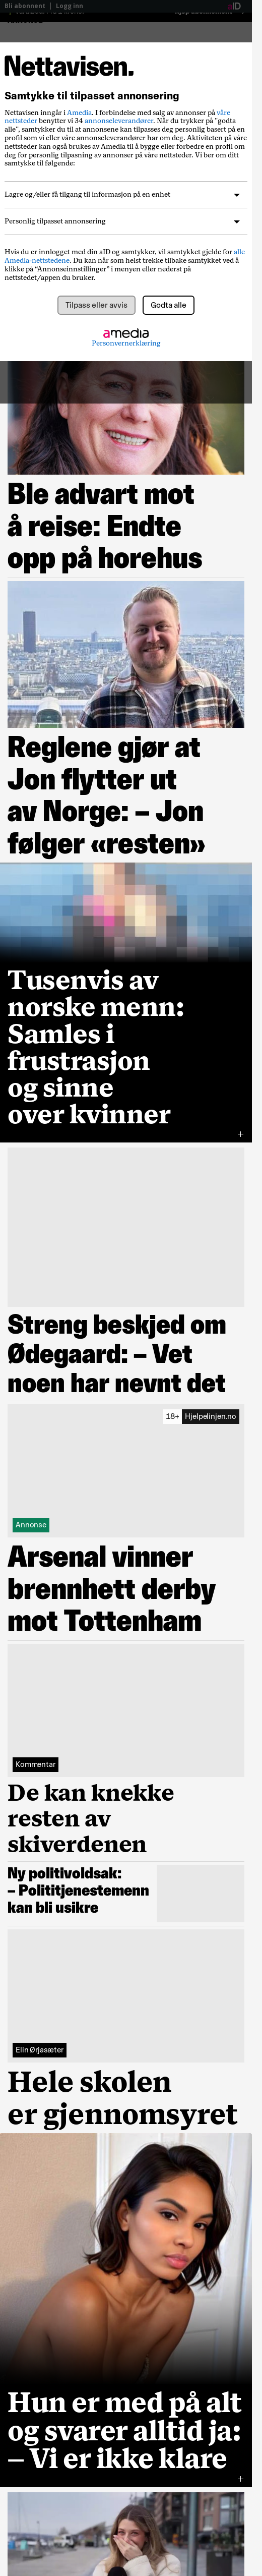 Bli abonnent | Logg inn
aID
Nettavisen.
Samtykke til tilpasset annonsering
Nettavisen inngår i Amedia. I forbindelse med salg av annonser på våre
nettsteder benytter vi 34 annonseleverandører. Når du trykker på "godta
alle", samtykker du til at annonsene kan tilpasses deg personlig basert på en
profil som vi eller våre annonseleverandører har om deg. Aktiviteten på våre
nettsteder kan også brukes av Amedia til å bygge eller forbedre en profil om
deg for personlig tilpasning av annonser på våre nettsteder. Vi ber om ditt
samtykke til følgende:
Lagre og/eller få tilgang til informasjon på en enhet
Personlig tilpasset annonsering
Hvis du er innlogget med din aID og samtykker, vil samtykket gjelde for alle
Amedia-nettstedene. Du kan når som helst trekke tilbake samtykket ved å
klikke på “Annonseinnstillinger” i menyen eller nederst på
nettstedet/appen du bruker.
Tilpass eller avvis
Godta alle
amedia
Personvernerklæring
Ble advart mot
å reise: Endte
opp på horehus
Reglene gjør at
Jon flytter ut
av Norge: – Jon
følger «resten»
Tusenvis av
norske menn:
Samles i
frustrasjon
og sinne
over kvinner
Streng beskjed om
Ødegaard: – Vet
noen har nevnt det
18+ Hjelpelinjen.no
Annonse
Arsenal vinner
brennhett derby
mot Tottenham
Kommentar
De kan knekke
resten av
skiverdenen
Ny politivoldsak:
– Polititjenestemenn
kan bli usikre
Elin Ørjasæter
Hele skolen
er gjennomsyret
Hun er med på alt
og svarer alltid ja:
– Vi er ikke klare